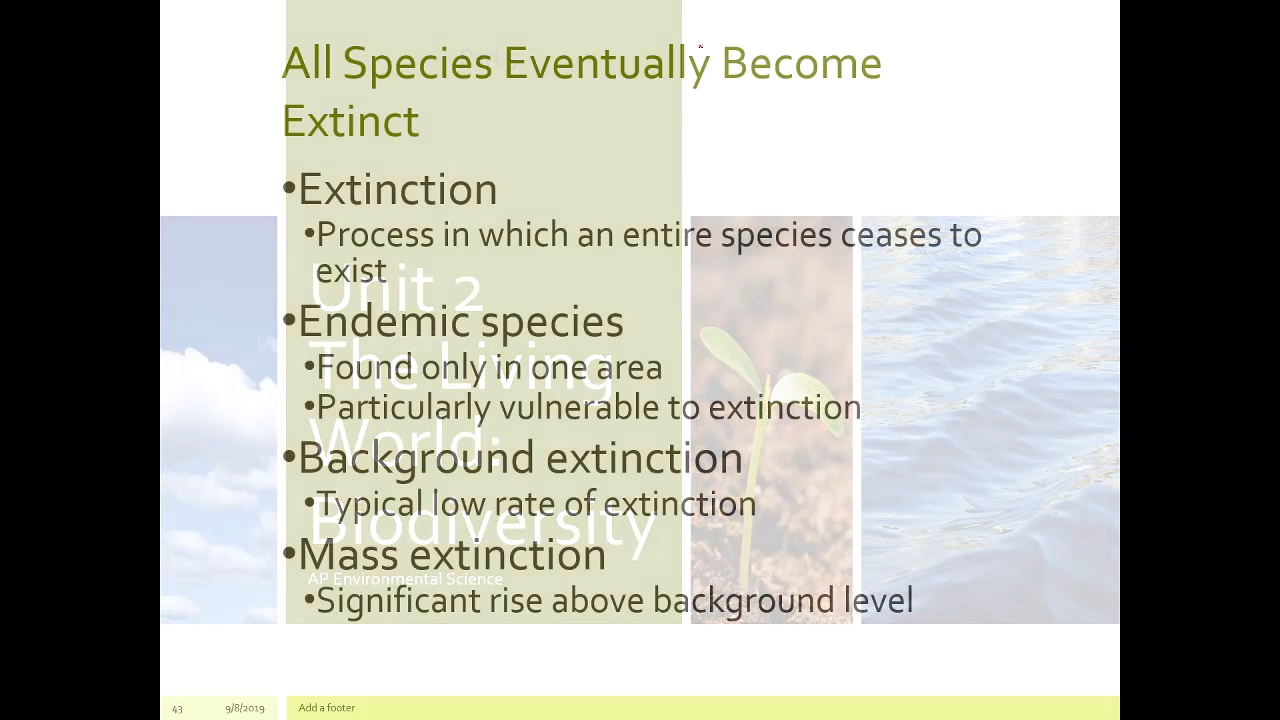 All Species Eventually Become
Extinct
•Extinction
•Process in which an entire species ceases to
exist
Unit 2
•Endemic species
The Living
•Found only in one area
•Particularly vulnerable to extinction
World:
•Background extinction
•Typical low rate of extinction
Biodiversity
•Mass extinction
AP Environmental Science
•Significant rise above background level
43 9/8/2019 Add a footer